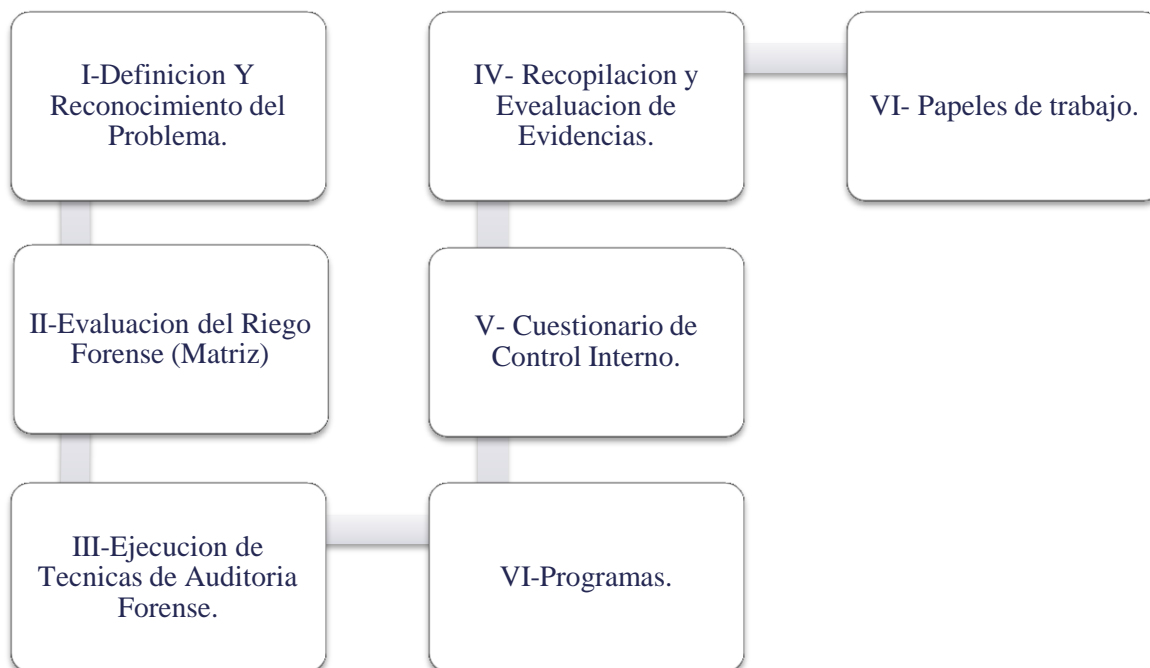 I-Definicion Y
Reconocimiento del
Problema.
II-Evaluacion del Riego
Forense (Matriz)
III-Ejecucion de
Tecnicas de Auditoria
Forense.
VI-Programas.
V- Cuestionario de
Control Interno.
IV- Recopilacion y
Evealuacion de
Evidencias.
VI- Papeles de trabajo.